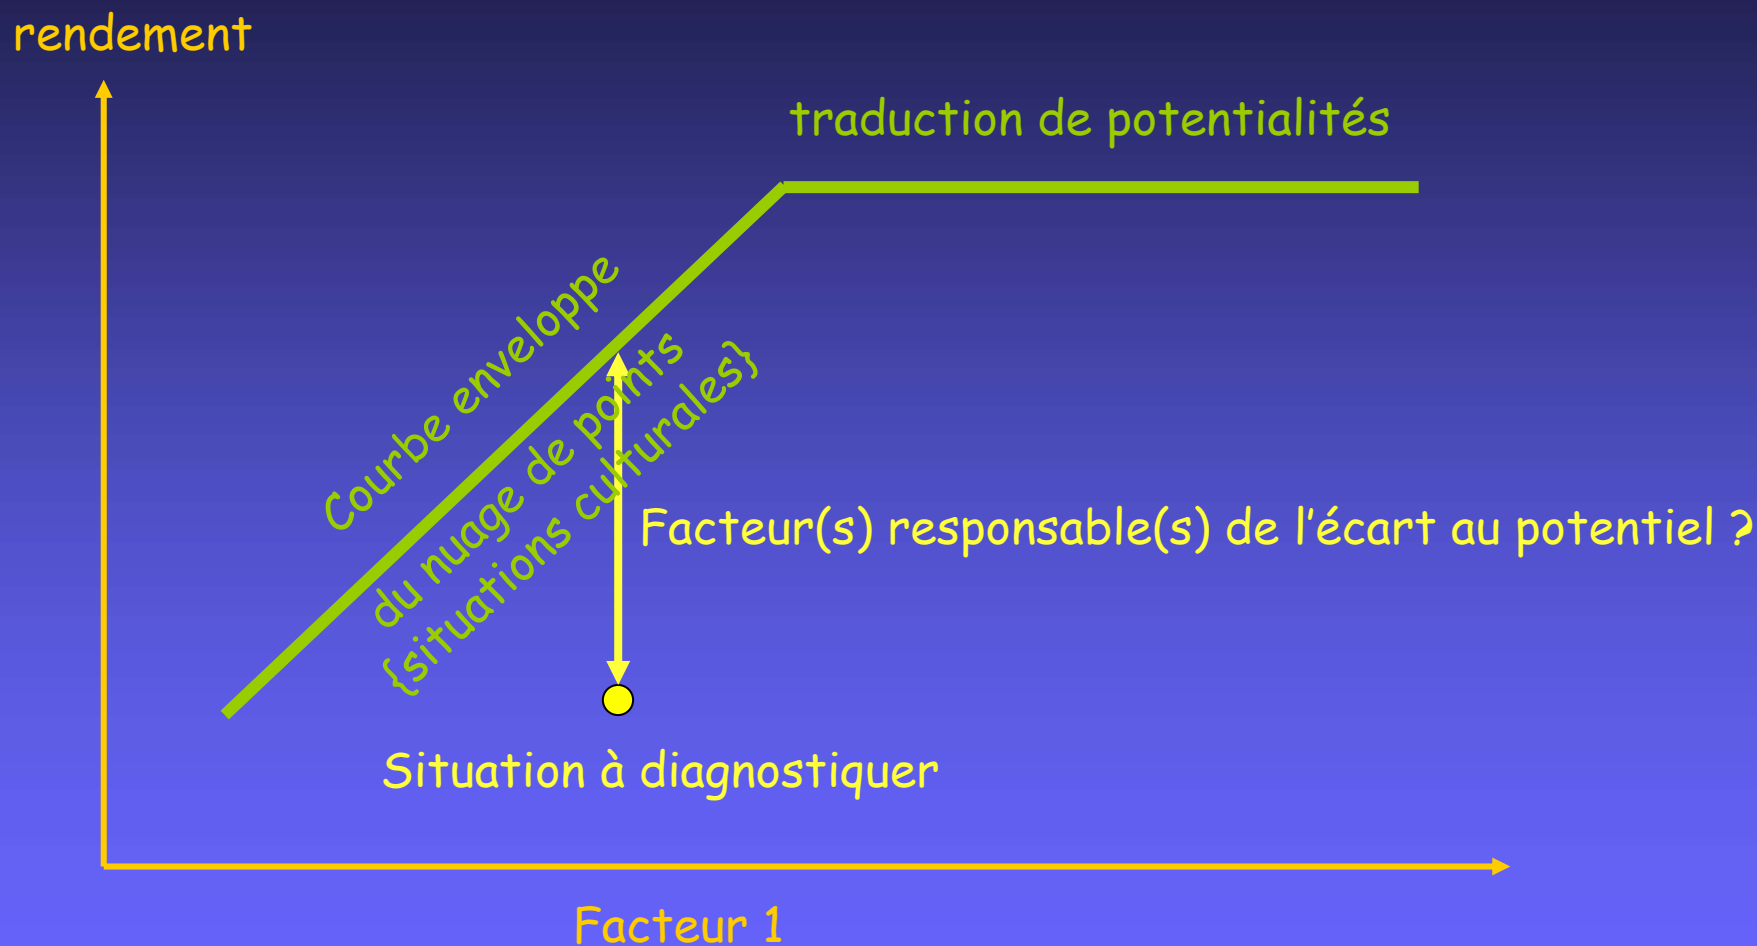 rendement
traduction de potentialités
Courbe enveloppe
du nuage de points
{situations culturales}
Facteur(s) responsable(s) de l'écart au potentiel ?
Situation à diagnostiquer
Facteur 1